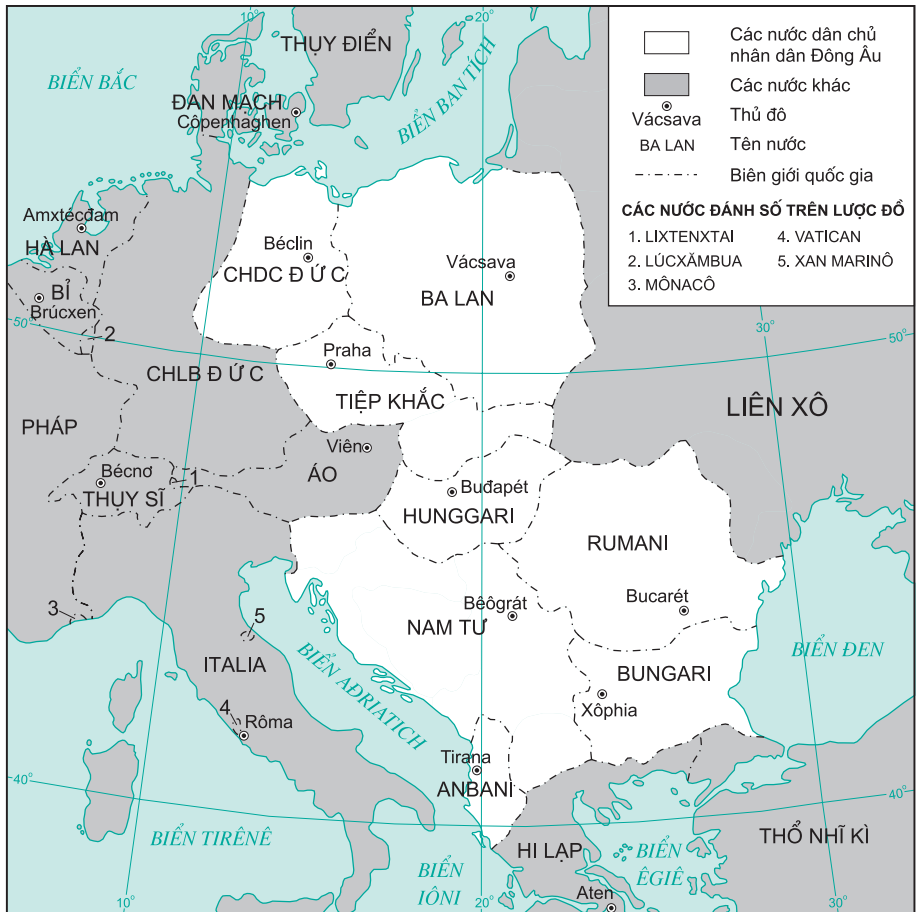 10°
20°
THỤY ĐIỂN
BIỂN BẮC
ĐAN MẠCH
Côpenhaghen
BIỂN BAN TÍCH
Các nước dân chủ
nhân dân Đông Âu
Các nước khác
Vácsava
Thủ đô
BA LAN
Tên nước
Biên giới quốc gia
CÁC NƯỚC ĐÁNH SỐ TRÊN LƯỢC ĐỒ
1. LIXTENXTAI
4. VATICAN
2. LÚCXĂMBUA
5. XAN MARINÔ
3. MÔNACÔ
Amxtécđam
HÀ LAN
Béclin
CHDC ĐỨC
Vácsava
BA LAN
BỈ
Brúcxen
50°
2
30°
50°
Praha
CHLB ĐỨC
TIỆP KHẮC
LIÊN XÔ
PHÁP
Viên
ÁO
Bécnơ
1
THỤY SĨ
Buđapét
HUNGGARI
RUMANI
Bêôgrát
Bucarét
3
5
NAM TƯ
ITALIA
BIỂN AĐRIATICH
BIỂN ĐEN
BUNGARI
Xôphia
4
Rôma
Tirana
ANBANI
40°
40°
BIỂN TIRÊNÊ
THỔ NHĨ KÌ
HI LẠP
BIỂN
ÊGIÊ
BIỂN
IÔNI
Aten
10°
20°
30°